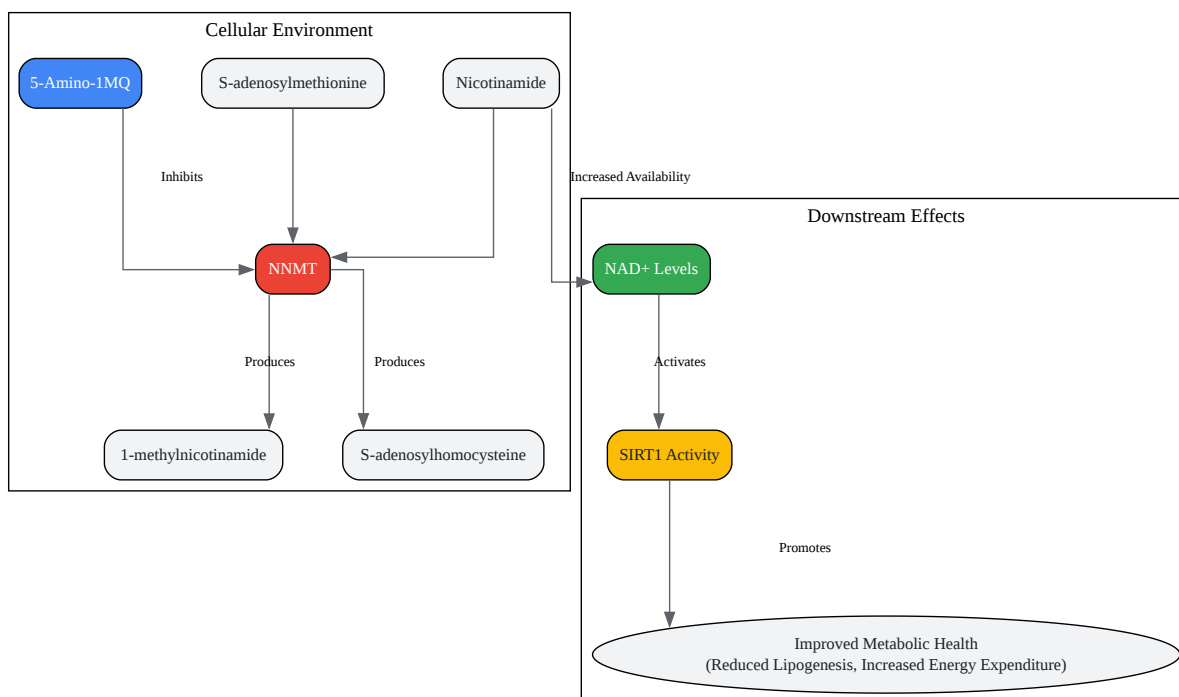 Cellular Environment
5-Amino-1MQ
S-adenosylmethionine
Nicotinamide
Inhibits
Increased Availability
Downstream Effects
NNMT
NAD+ Levels
Produces
Produces
Activates
1-methylnicotinamide
S-adenosylhomocysteine
SIRT1 Activity
Promotes
Improved Metabolic Health
(Reduced Lipogenesis, Increased Energy Expenditure)